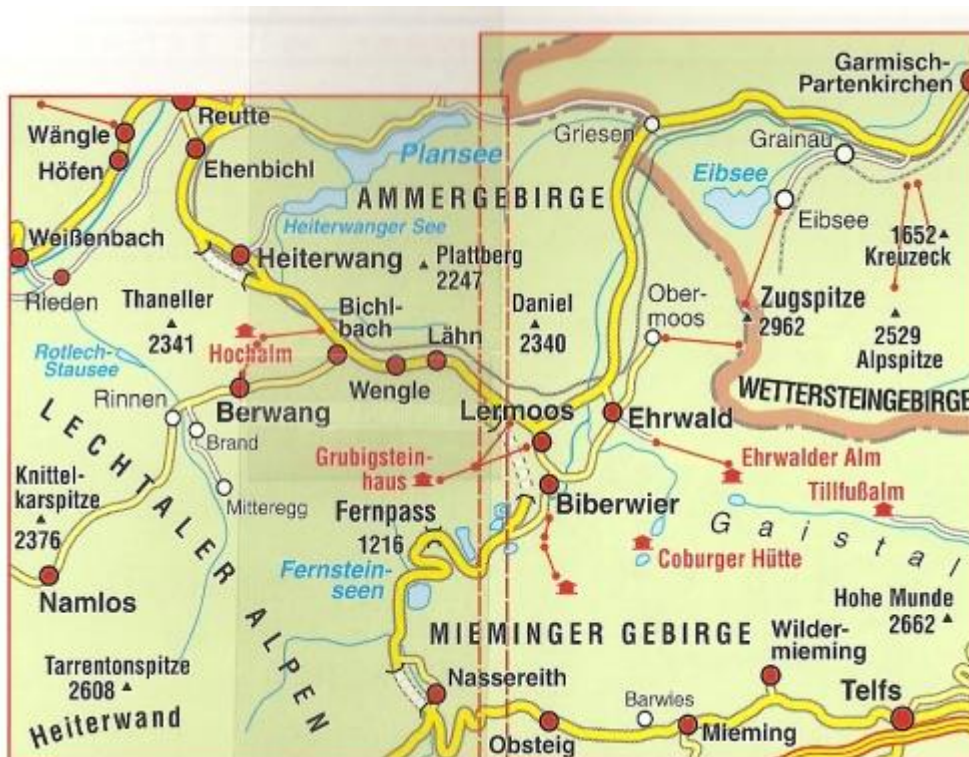 Garmisch-
Partenkirchen
Reutte
Wängle
Höfen
Ehenbichl
Plansee
Griesen
Grainau
Eibsee
Eibsee
AMMERGEBIRGE
Weißenbach
Heiterwanger See
Heiterwang
Plattberg
2247
1652
Kreuzeck
Rieden
Thaneller
2341
Bichl-
bach
Daniel
2340
Ober-
moos
Zugspitze
2962
2529
Alpspitze
Rotlech-
Stausee
Hochalm
Lähn
Wengle
WETTERSTEINGEBIRGE
Rinnen
Berwang
Lermoos
Ehrwald
Brand
LECHTALER ALPEN
Grubigstein-
haus
Ehrwalder Alm
Knittel-
karspitze
2376
Mitteregg
Fernpass
1216
Biberwier
Tillfußalm
Gaistal
Coburger Hütte
Fernstein-
seen
Namlos
Hohe Munde
2662
MIEMINGER GEBIRGE
Wilder-
mieming
Tarrentonspitze
2608
Nassereith
Barwies
Telfs
Heiterwand
Obsteig
Mieming